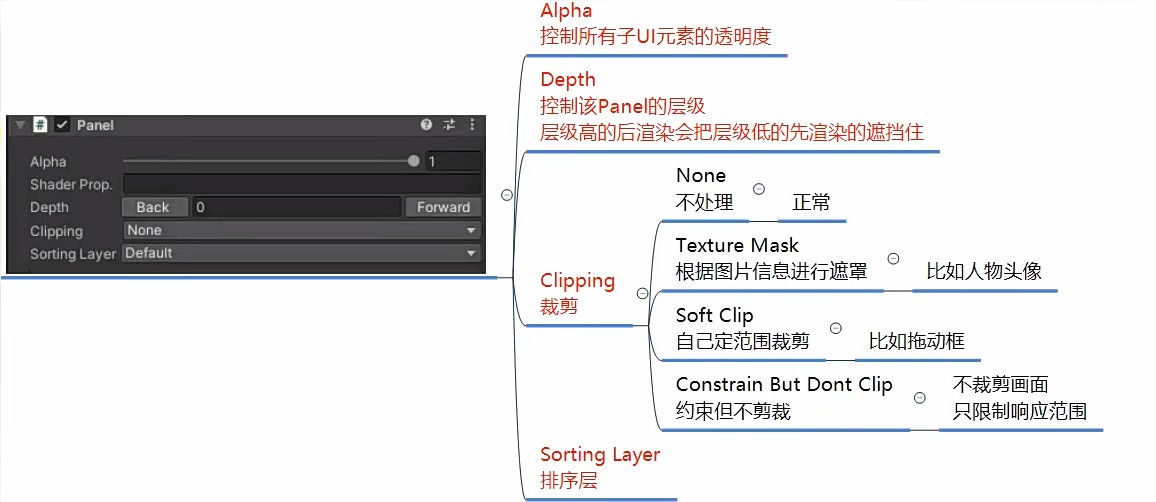 Panel
Alpha 1
Shader Prop.
Depth Back 0 Forward
Clipping None
Sorting Layer Default
Alpha
控制所有子UI元素的透明度
Depth
控制该Panel的层级
层级高的后渲染会把层级低的先渲染的遮挡住
Clipping
裁剪
None
不处理
正常
Texture Mask
根据图片信息进行遮罩
比如人物头像
Soft Clip
自己定范围裁剪
比如拖动框
Constrain But Dont Clip
约束但不剪裁
不裁剪画面
只限制响应范围
Sorting Layer
排序层